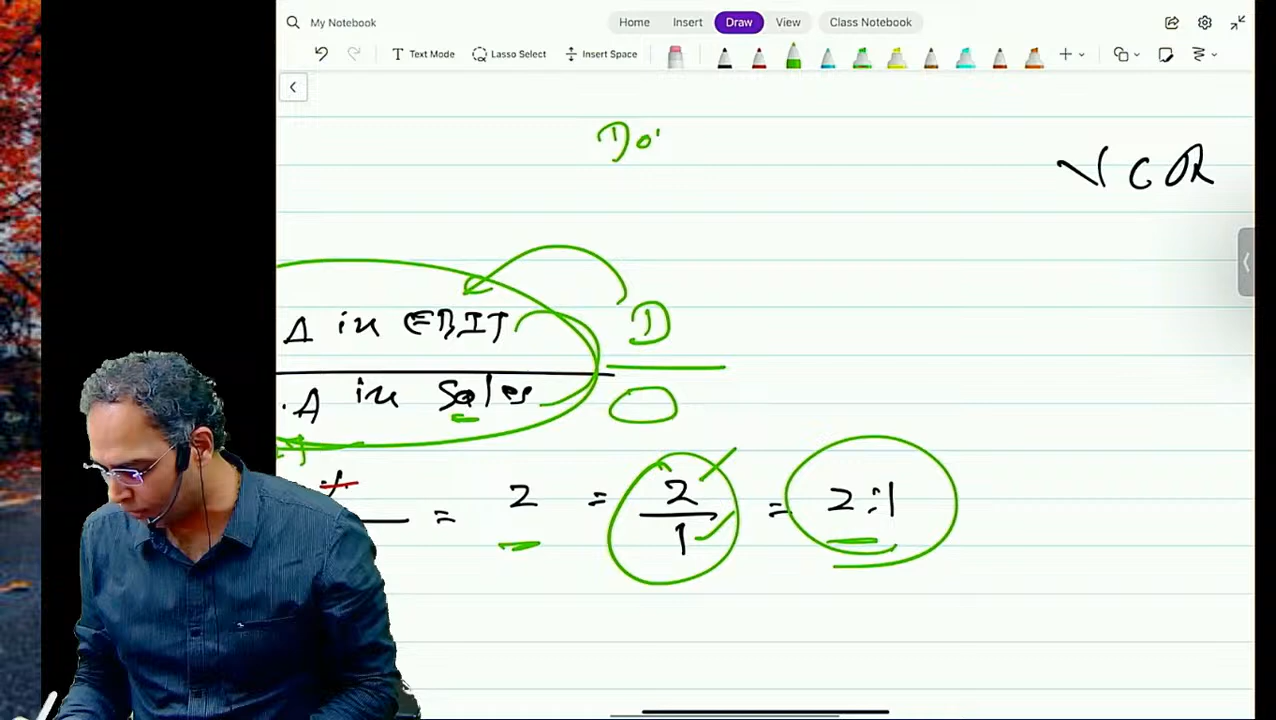 My Notebook
Home Insert Draw View Class Notebook
Text Mode Lasso Select Insert Space
Do
VCR
Δ in EBIT D
Δ in Sales O
= 2 = 2/1 = 2:1